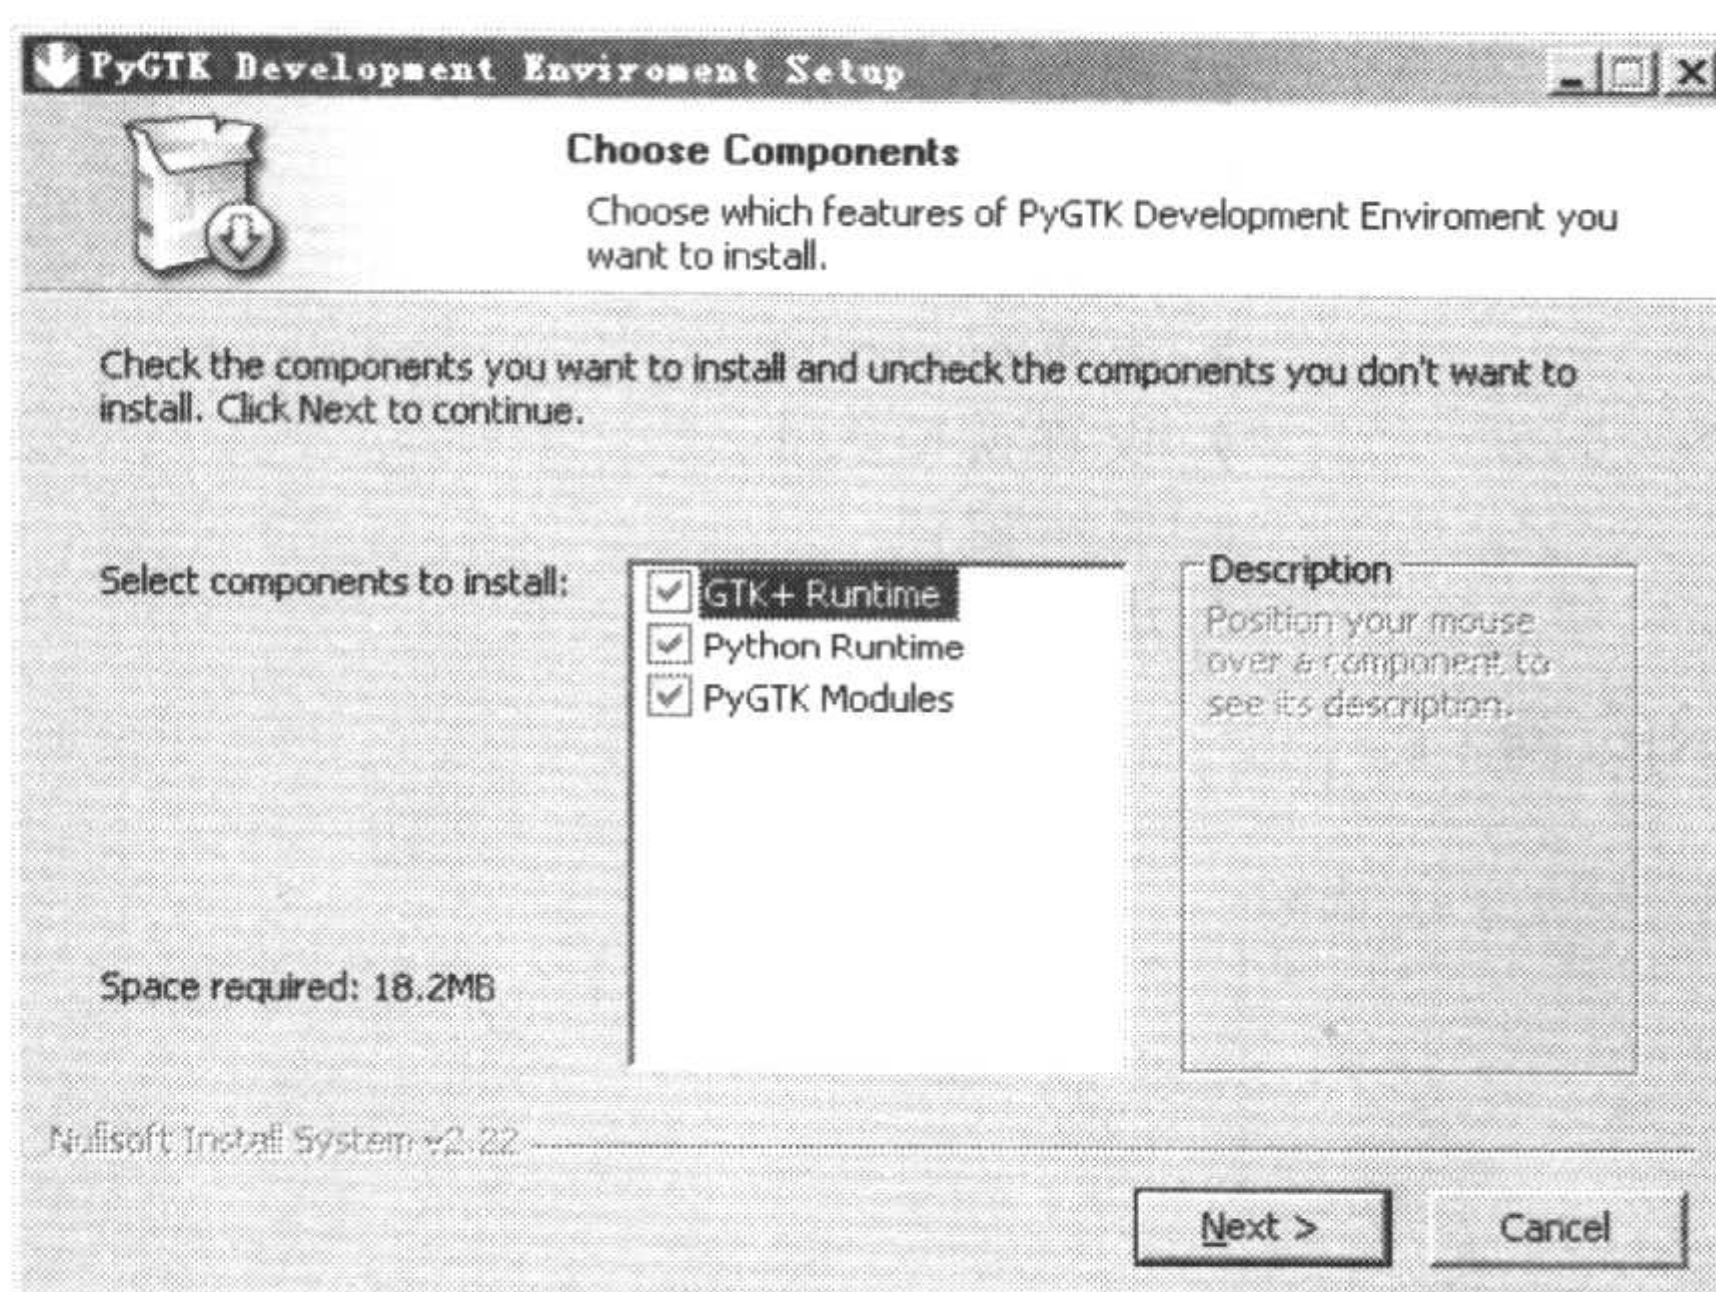 PyGTK Development Enviroment Setup
Choose Components
Choose which features of PyGTK Development Enviroment you
want to install.
Check the components you want to install and uncheck the components you don't want to
install. Click Next to continue.
Select components to install:
GTK+ Runtime
Python Runtime
PyGTK Modules
Description
Position your mouse
over a component to
see its description.
Space required: 18.2MB
Nullsoft Install System v2.22
Next >
Cancel